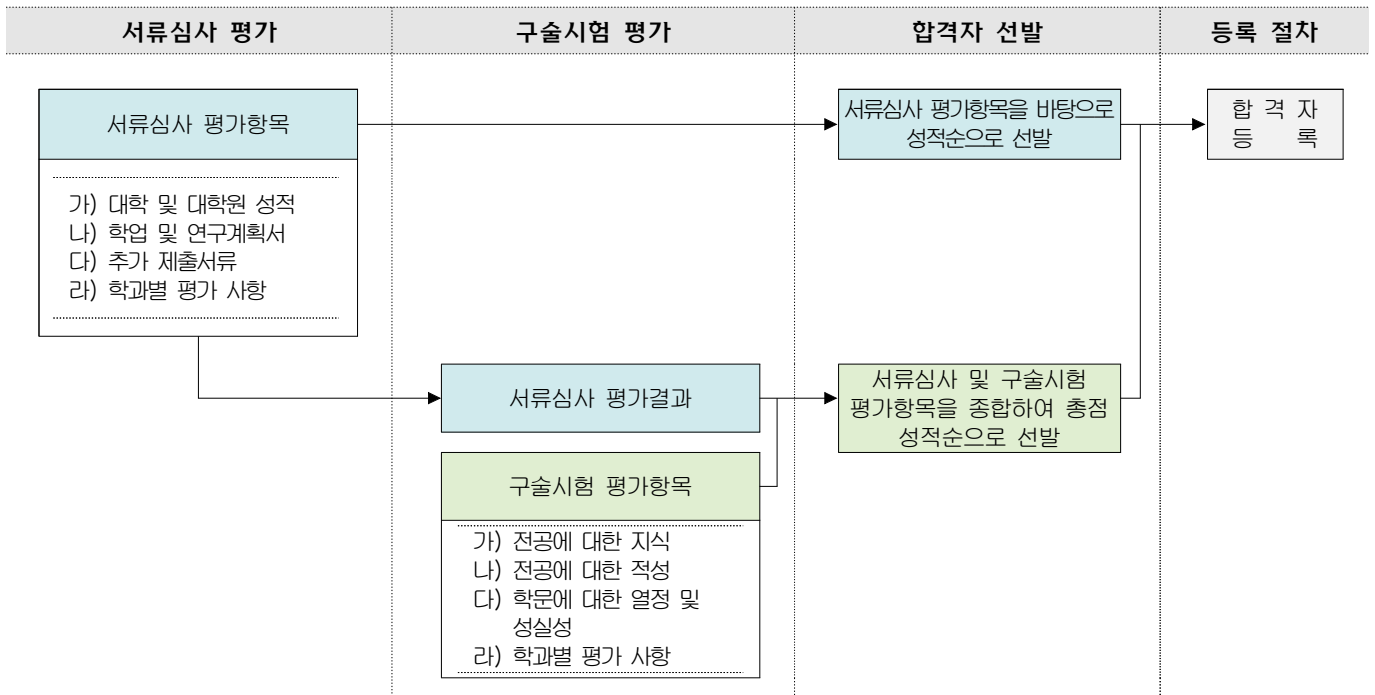 서류심사 평가
구술시험 평가
합격자 선발
등록 절차
서류심사 평가항목
가) 대학 및 대학원 성적
나) 학업 및 연구계획서
다) 추가 제출서류
라) 학과별 평가 사항
서류심사 평가항목을 바탕으로
성적순으로 선발
합 격 자
등 록
서류심사 평가결과
구술시험 평가항목
가) 전공에 대한 지식
나) 전공에 대한 적성
다) 학문에 대한 열정 및
성실성
라) 학과별 평가 사항
서류심사 및 구술시험
평가항목을 종합하여 총점
성적순으로 선발